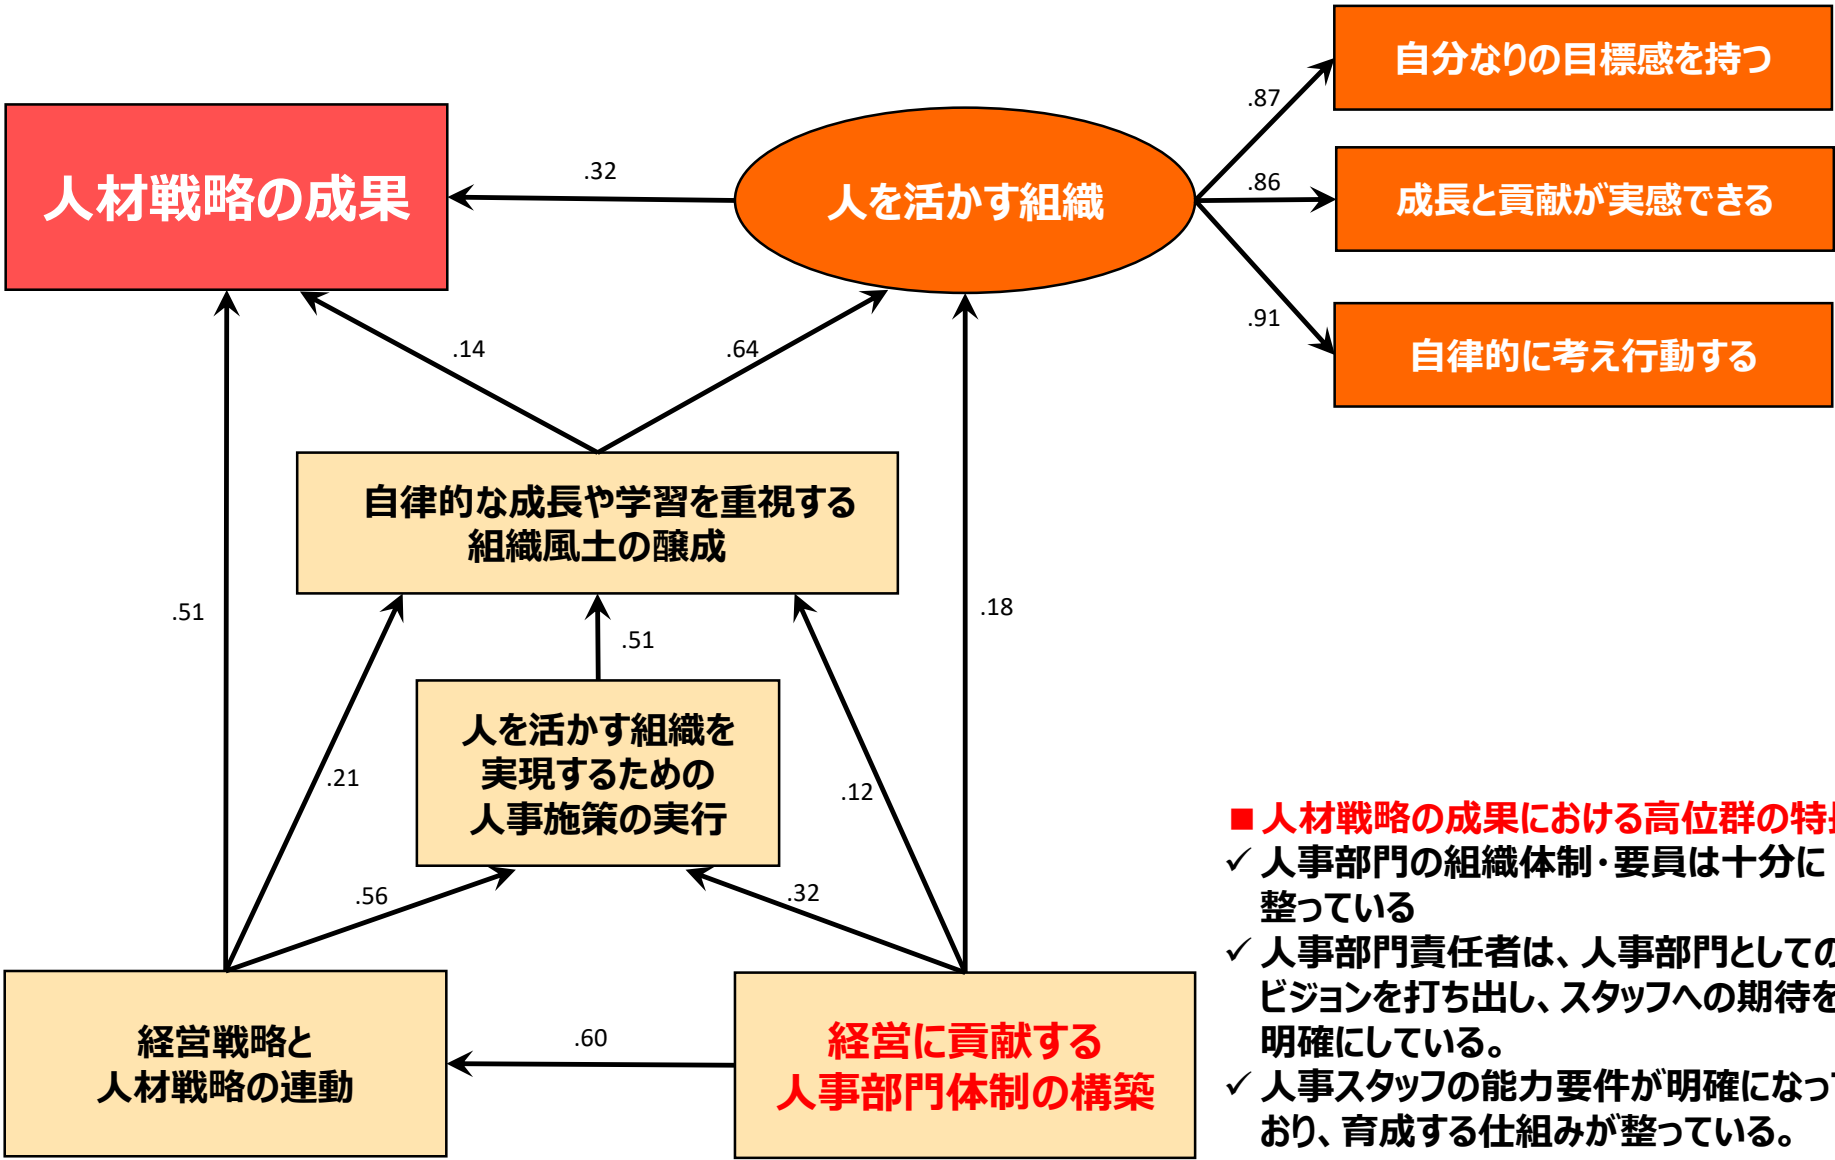 自分なりの目標感を持つ
.87
人材戦略の成果
.32
人を活かす組織
.86
成長と貢献が実感できる
.91
自律的に考え行動する
.14
.64
自律的な成長や学習を重視する
組織風土の醸成
.51
.51
.18
人を活かす組織を
実現するための
人事施策の実行
.21
.12
.56
.32
経営戦略と
人材戦略の連動
.60
経営に貢献する
人事部門体制の構築
■人材戦略の成果における高位群の特
✓人事部門の組織体制・要員は十分に
整っている
✓人事部門責任者は、人事部門としての
ビジョンを打ち出し、スタッフへの期待を
明確にしている。
✓人事スタッフの能力要件が明確になって
おり、育成する仕組みが整っている。